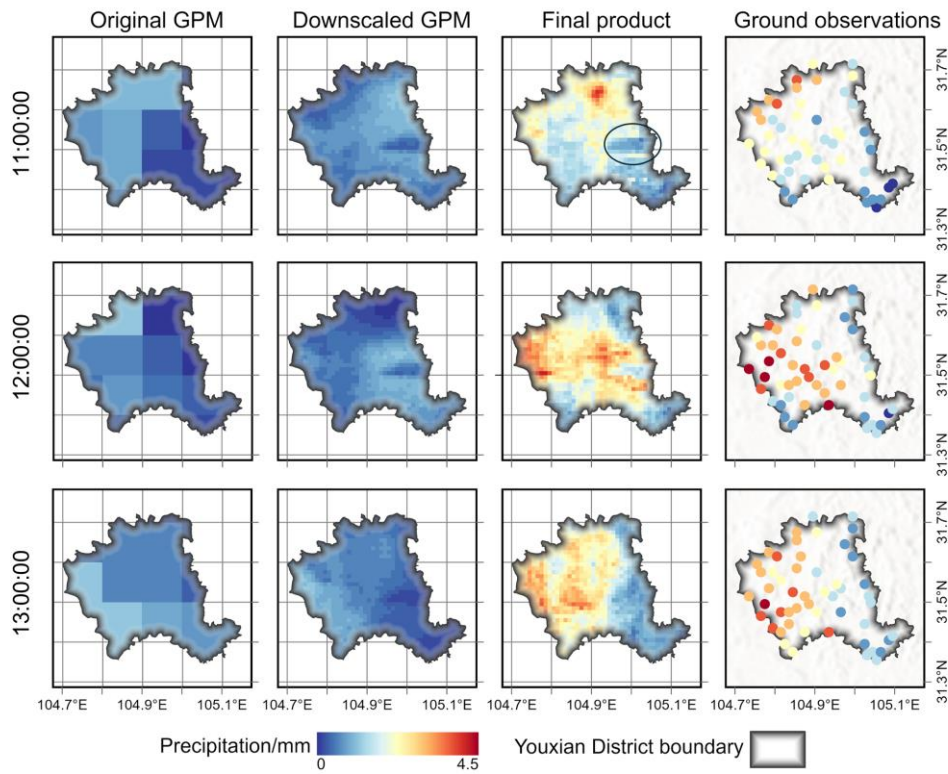 Original GPM
Downscaled GPM
Final product
Ground observations
11:00:00
31.7°N
31.5°N
31.3°N
12:00:00
31.7°N
31.5°N
31.3°N
13:00:00
31.7°N
31.5°N
31.3°N
104.7°E 104.9°E 105.1°E
104.7°E 104.9°E 105.1°E
104.7°E 104.9°E 105.1°E
104.7°E 104.9°E 105.1°E
Precipitation/mm
0 4.5
Youxian District boundary